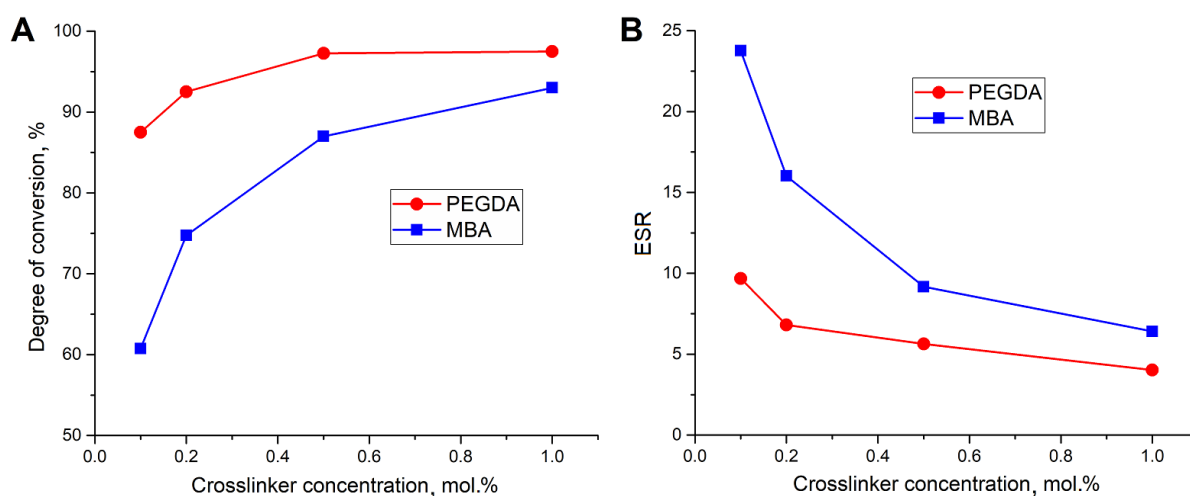 A
Degree of conversion, %
100
90
80
70
60
50
0.0 0.2 0.4 0.6 0.8 1.0
Crosslinker concentration, mol.%
PEGDA
MBA
B
ESR
25
20
15
10
5
0
0.0 0.2 0.4 0.6 0.8 1.0
Crosslinker concentration, mol.%
PEGDA
MBA